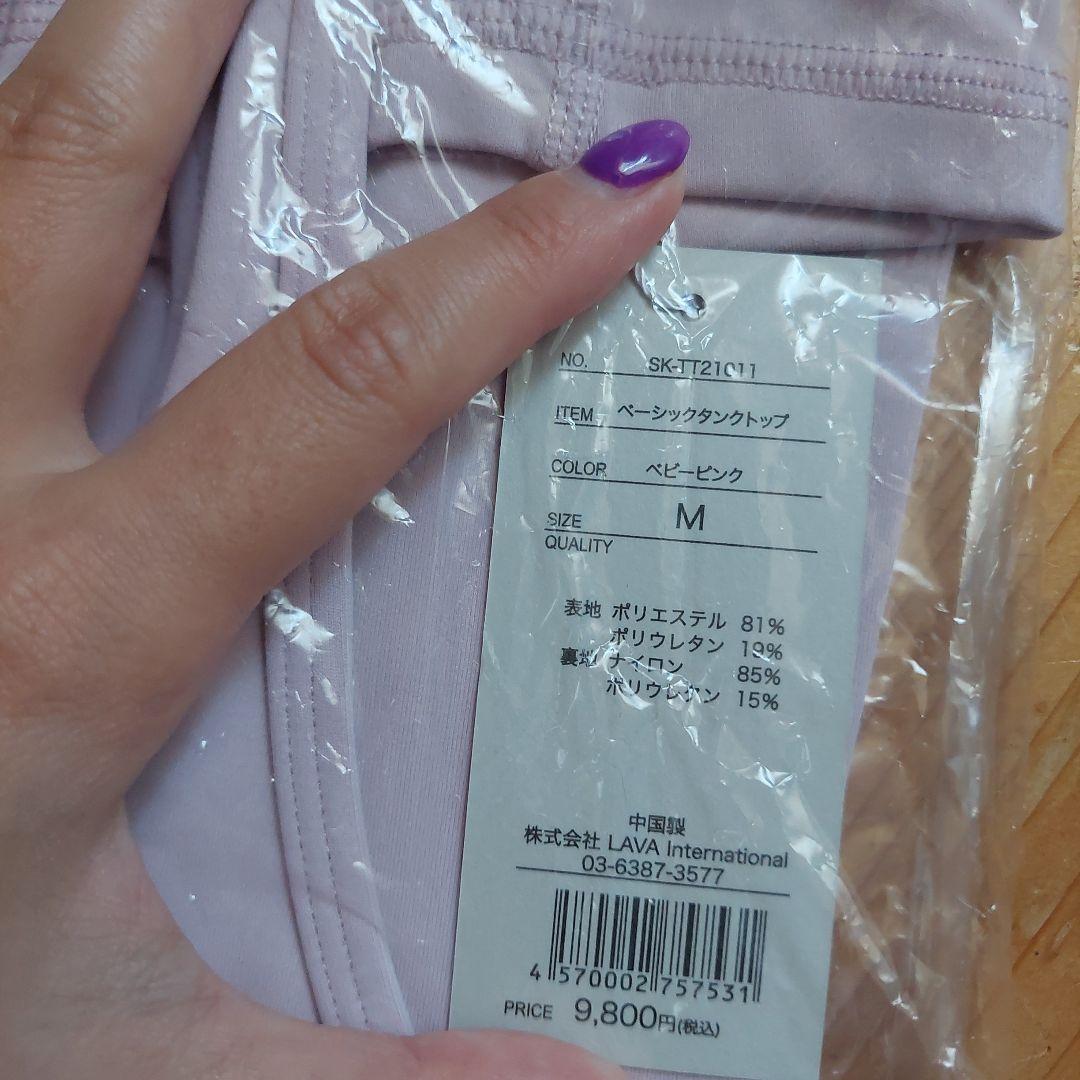 NO. SK-TT21011
ITEM ベーシックタンクトップ
COLOR ベビーピンク
SIZE M
QUALITY
表地 ポリエステル 81%
ポリウレタン 19%
裏地 ナイロン 85%
ポリウレタン 15%
中国製
株式会社 LAVA International
03-6387-3577
4 570002 757531
PRICE 9,800円(税込)